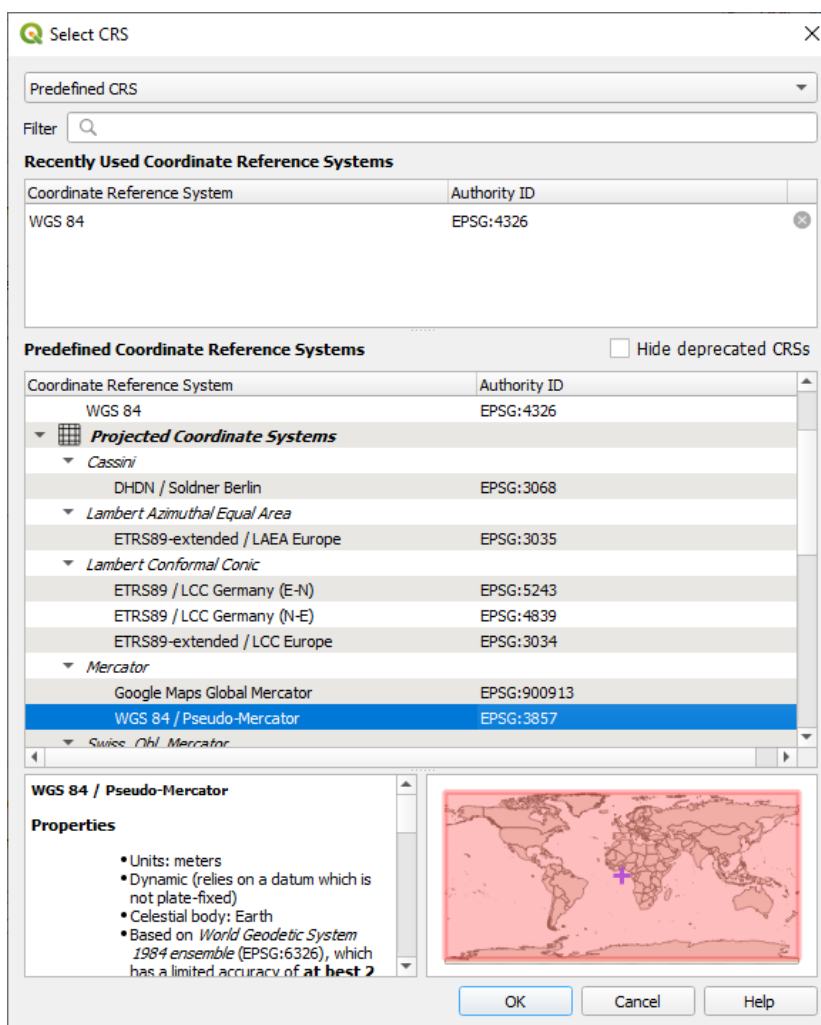 Select CRS
Predefined CRS
Filter
Recently Used Coordinate Reference Systems
Coordinate Reference System Authority ID
WGS 84 EPSG:4326
Predefined Coordinate Reference Systems Hide deprecated CRSs
Coordinate Reference System Authority ID
WGS 84 EPSG:4326
Projected Coordinate Systems
Cassini
DHDN / Soldner Berlin EPSG:3068
Lambert Azimuthal Equal Area
ETRS89-extended / LAEA Europe EPSG:3035
Lambert Conformal Conic
ETRS89 / LCC Germany (E-N) EPSG:5243
ETRS89 / LCC Germany (N-E) EPSG:4839
ETRS89-extended / LCC Europe EPSG:3034
Mercator
Google Maps Global Mercator EPSG:900913
WGS 84 / Pseudo-Mercator EPSG:3857
Swiss. Obl. Mercator
WGS 84 / Pseudo-Mercator
Properties
• Units: meters
• Dynamic (relies on a datum which is
not plate-fixed)
• Celestial body: Earth
• Based on World Geodetic System
1984 ensemble (EPSG:6326), which
has a limited accuracy of at best 2
OK Cancel Help